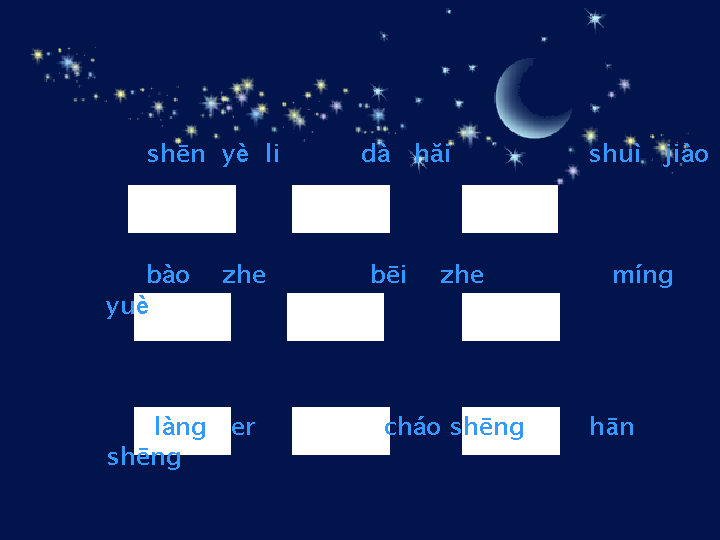 shēn yè li dà hǎi shuì jiào
bào zhe bēi zhe míng
yuè
làng er cháo shēng hān
shēng